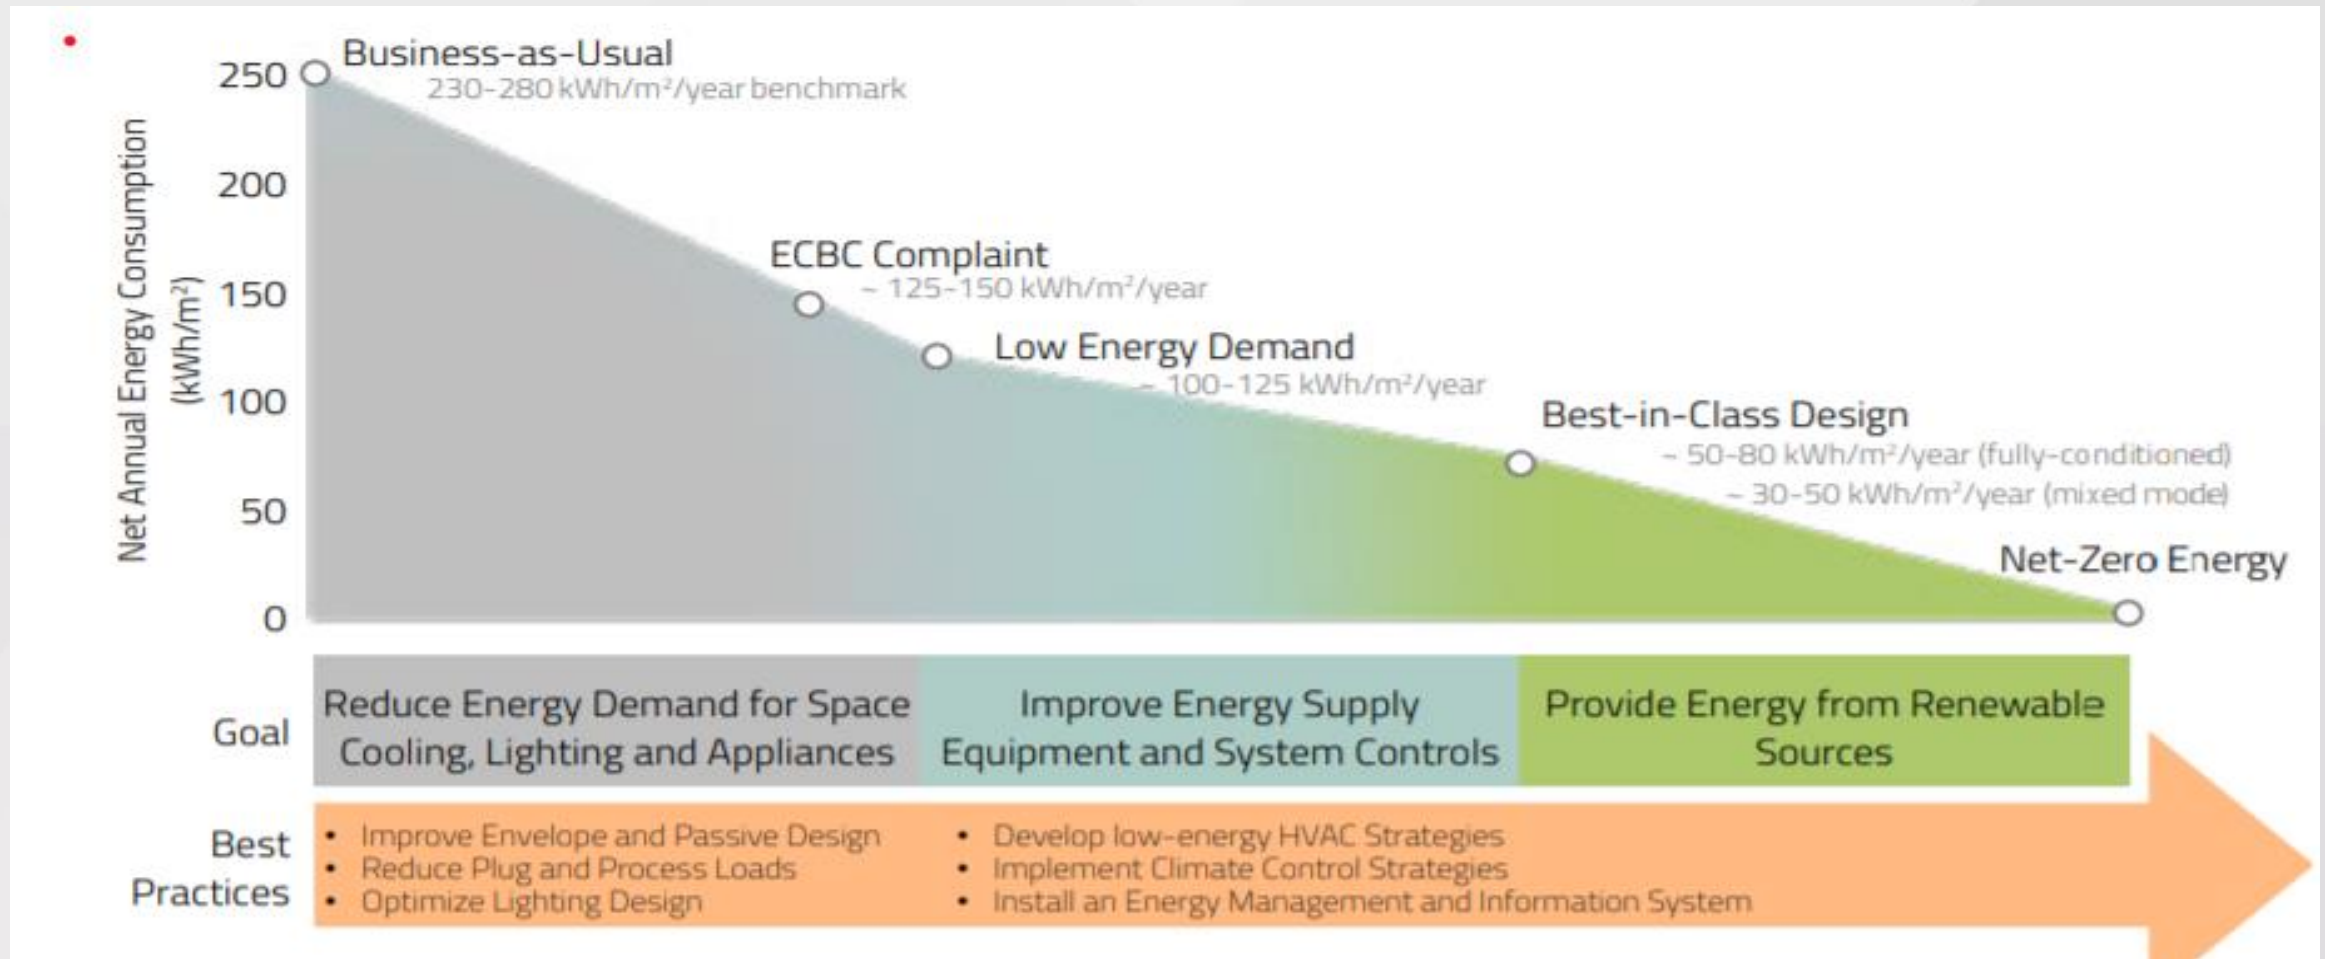 Business-as-Usual
230-280 kWh/m²/year benchmark
250
200
150
100
50
0
Net Annual Energy Consumption
(kWh/m²)
ECBC Complaint
~ 125-150 kWh/m²/year
Low Energy Demand
~ 100-125 kWh/m²/year
Best-in-Class Design
~ 50-80 kWh/m²/year (fully-conditioned)
~ 30-50 kWh/m²/year (mixed mode)
Net-Zero Energy
Goal
Reduce Energy Demand for Space
Cooling, Lighting and Appliances
Improve Energy Supply
Equipment and System Controls
Provide Energy from Renewable
Sources
Best
Practices
• Improve Envelope and Passive Design
• Reduce Plug and Process Loads
• Optimize Lighting Design
• Develop low-energy HVAC Strategies
• Implement Climate Control Strategies
• Install an Energy Management and Information System